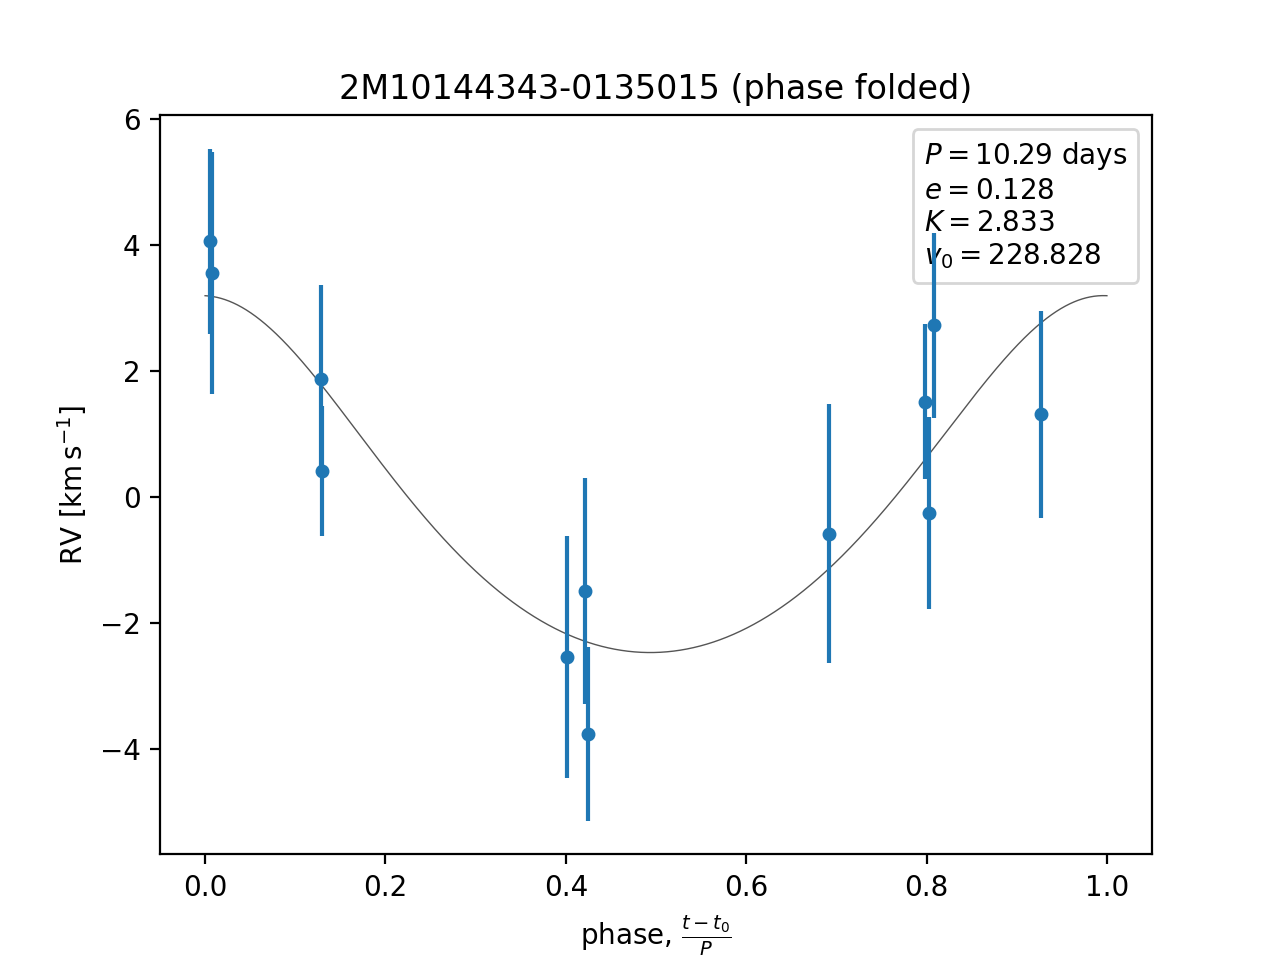 2M10144343-0135015 (phase folded)
P = 10.29 days
e = 0.128
K = 2.833
v₀ = 228.828
6
4
2
0
−2
−4
RV [km s⁻¹]
0.0 0.2 0.4 0.6 0.8 1.0
phase, (t − t₀)/P